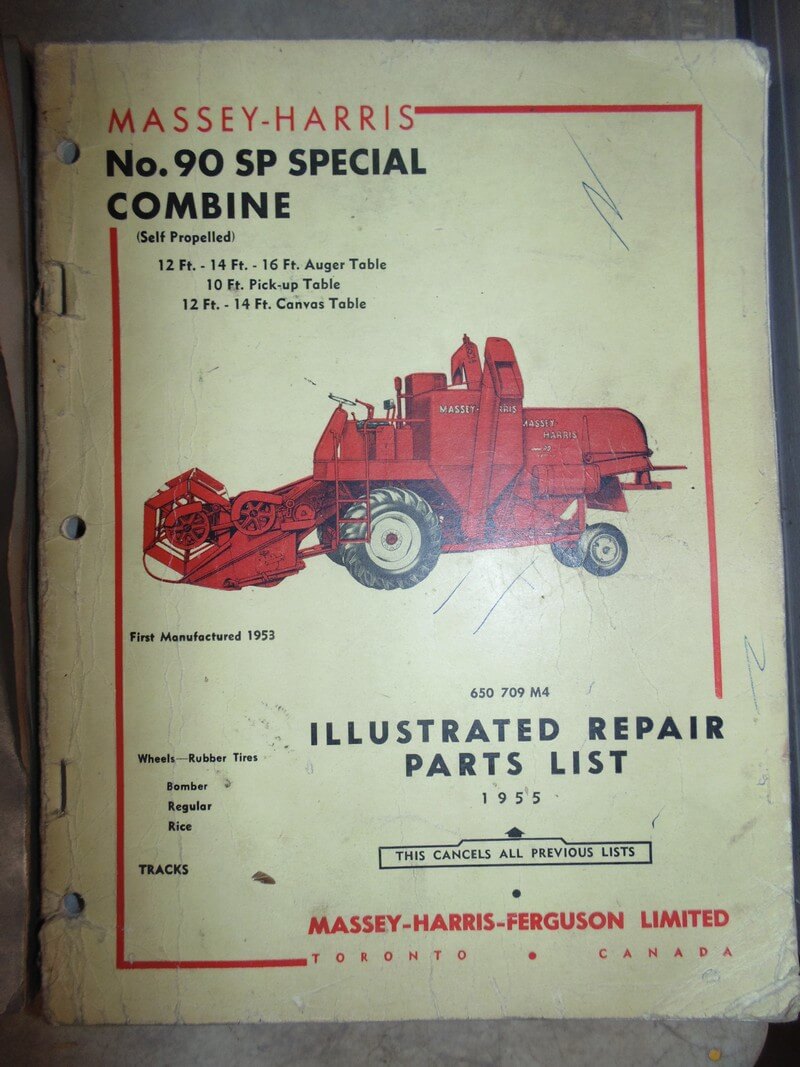 MASSEY-HARRIS
No. 90 SP SPECIAL
COMBINE
(Self Propelled)
12 Ft. - 14 Ft. - 16 Ft. Auger Table
10 Ft. Pick-up Table
12 Ft. - 14 Ft. Canvas Table
MASSEY-HARRIS
MASSEY-
HARRIS
90
First Manufactured 1953
650 709 M4
ILLUSTRATED REPAIR
PARTS LIST
1955
Wheels—Rubber Tires
Bomber
Regular
Rice
THIS CANCELS ALL PREVIOUS LISTS
TRACKS
MASSEY-HARRIS-FERGUSON LIMITED
TORONTO • CANADA